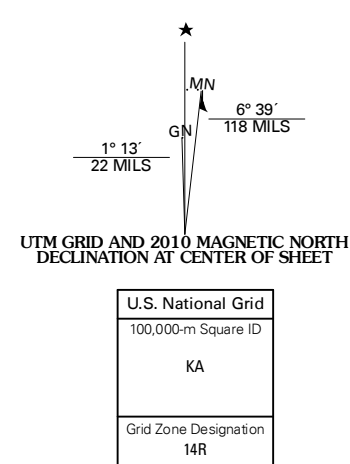 ★
MN
GN
6° 39´
118 MILS
1° 13´
22 MILS
UTM GRID AND 2010 MAGNETIC NORTH
DECLINATION AT CENTER OF SHEET
U.S. National Grid
100,000-m Square ID
KA
Grid Zone Designation
14R